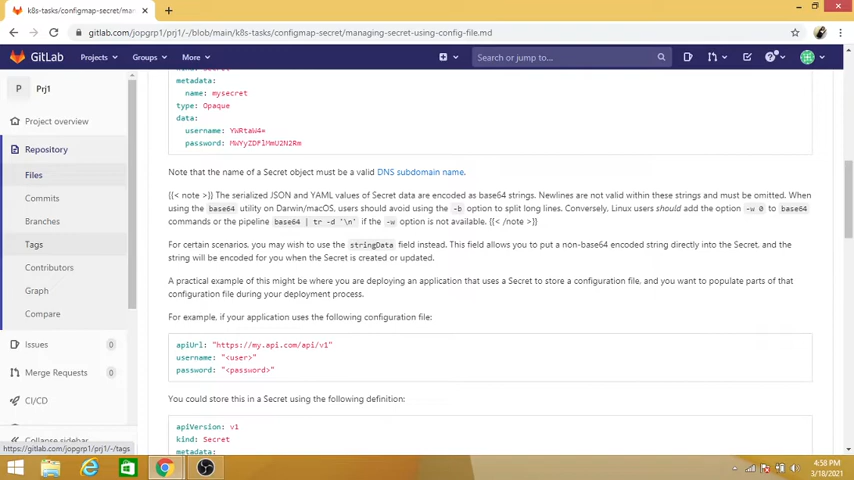 k8s-tasks/configmap-secret/man
gitlab.com/jopgrp1/prj1/-/blob/main/k8s-tasks/configmap-secret/managing-secret-using-config-file.md
GitLab
Projects
Groups
More
Search or jump to...
P
Prj1
Project overview
Repository
Files
Commits
Branches
Tags
Contributors
Graph
Compare
Issues
0
Merge Requests
0
CI/CD
Collapse sidebar
https://gitlab.com/jopgrp1/prj1/-/tags
metadata:
name: mysecret
type: Opaque
data:
username: YWRtaW4=
password: MWYyZDFlMmU2N2Rm
Note that the name of a Secret object must be a valid DNS subdomain name.
{{< note >}} The serialized JSON and YAML values of Secret data are encoded as base64 strings. Newlines are not valid within these strings and must be omitted. When
using the base64 utility on Darwin/macOS, users should avoid using the -b option to split long lines. Conversely, Linux users should add the option -w 0 to base64
commands or the pipeline base64 | tr -d '\n' if the -w option is not available. {{< /note >}}
For certain scenarios, you may wish to use the stringData field instead. This field allows you to put a non-base64 encoded string directly into the Secret, and the
string will be encoded for you when the Secret is created or updated.
A practical example of this might be where you are deploying an application that uses a Secret to store a configuration file, and you want to populate parts of that
configuration file during your deployment process.
For example, if your application uses the following configuration file:
apiUrl: "https://my.api.com/api/v1"
username: "<user>"
password: "<password>"
You could store this in a Secret using the following definition:
apiVersion: v1
kind: Secret
metadata:
4:58 PM
3/18/2021